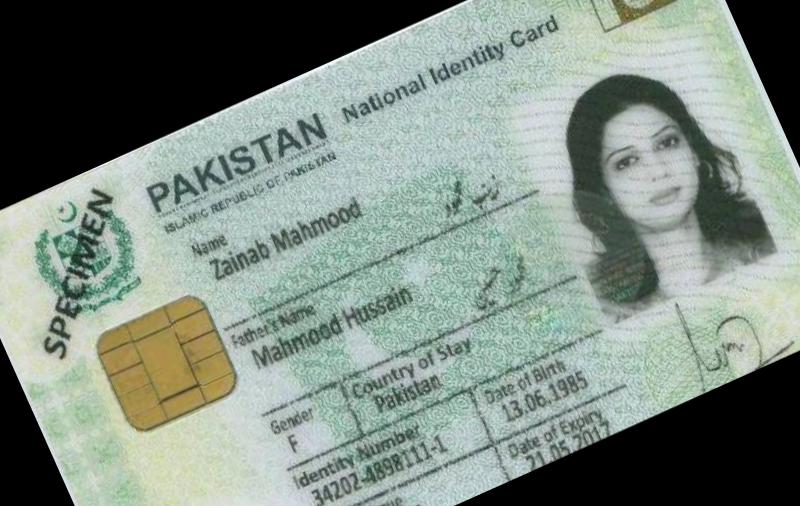 National Identity Card
PAKISTAN
ISLAMIC REPUBLIC OF PAKISTAN
SPECIMEN
Name
Zainab Mahmood
زینب محمود
Father's Name
Mahmood Hussain
Gender
F
Country of Stay
Pakistan
Identity Number
34202-4898111-1
Date of Birth
13.06.1985
Date of Expiry
21.05.2017